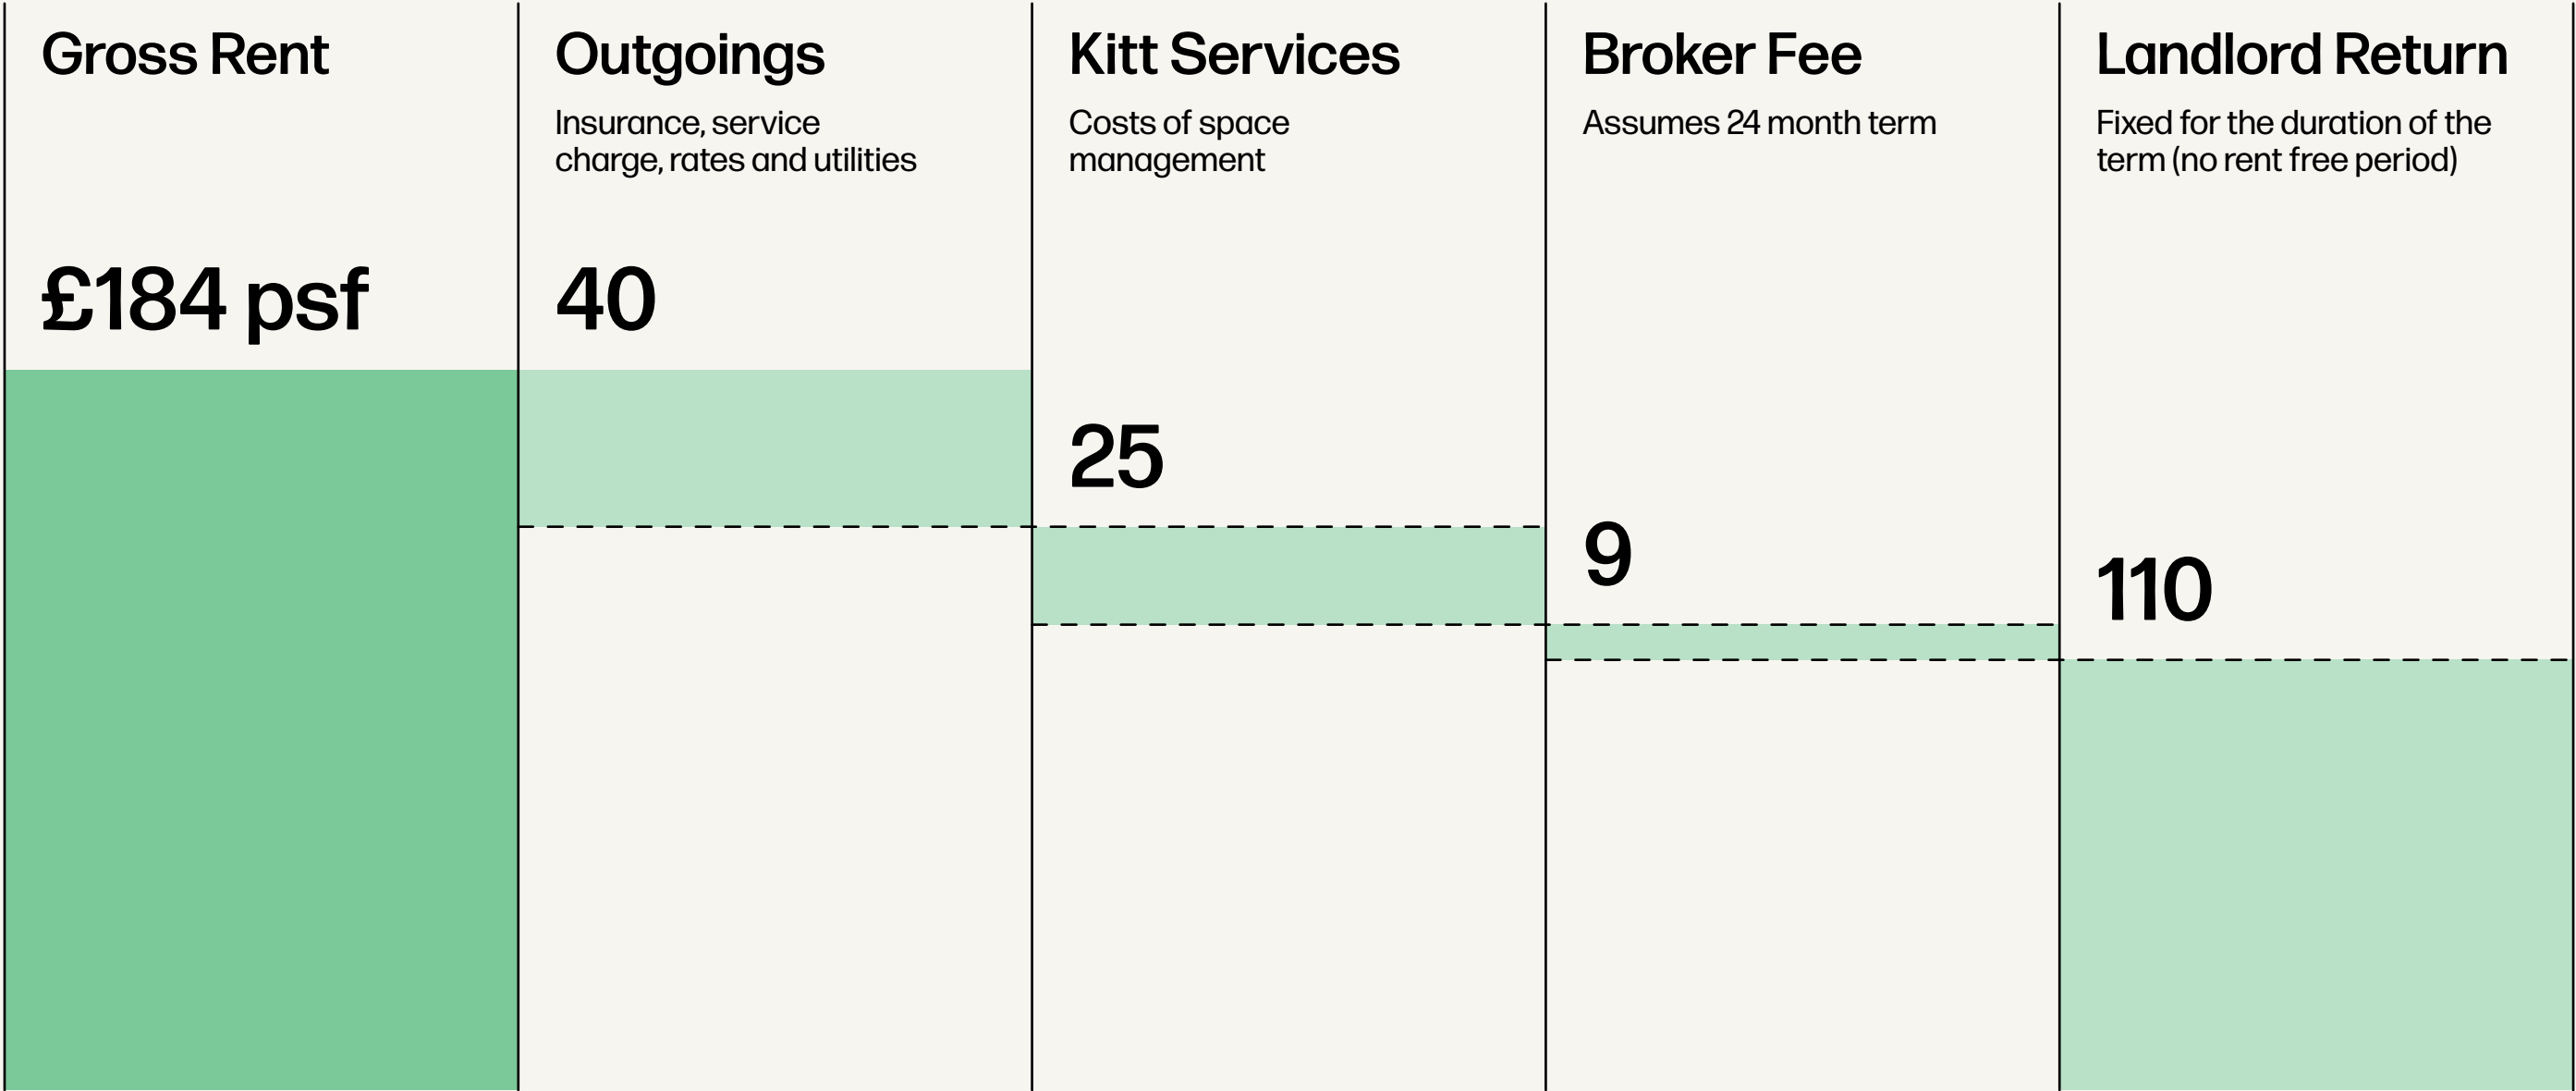 Gross Rent
£184 psf
Outgoings
Insurance, service
charge, rates and utilities
40
Kitt Services
Costs of space
management
25
Broker Fee
Assumes 24 month term
9
Landlord Return
Fixed for the duration of the
term (no rent free period)
110